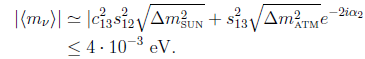 |⟨m_ν⟩| ≃ |c²₁₃s²₁₂√Δm²_SUN + s²₁₃√Δm²_ATM e^{−2iα₂}
≤ 4 · 10⁻³ eV.